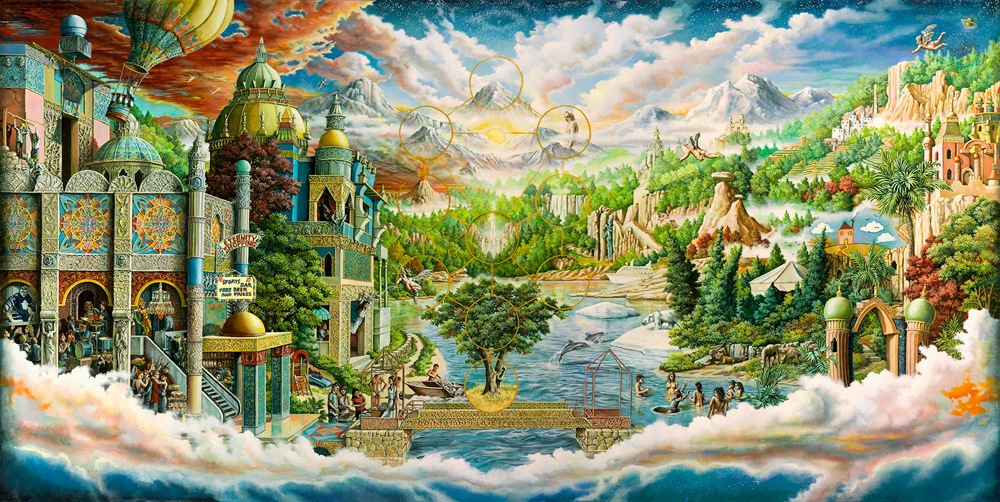 ETERNITY
SHOPPING
SPORTS
BAR
FREE BEER
AND PRIZES